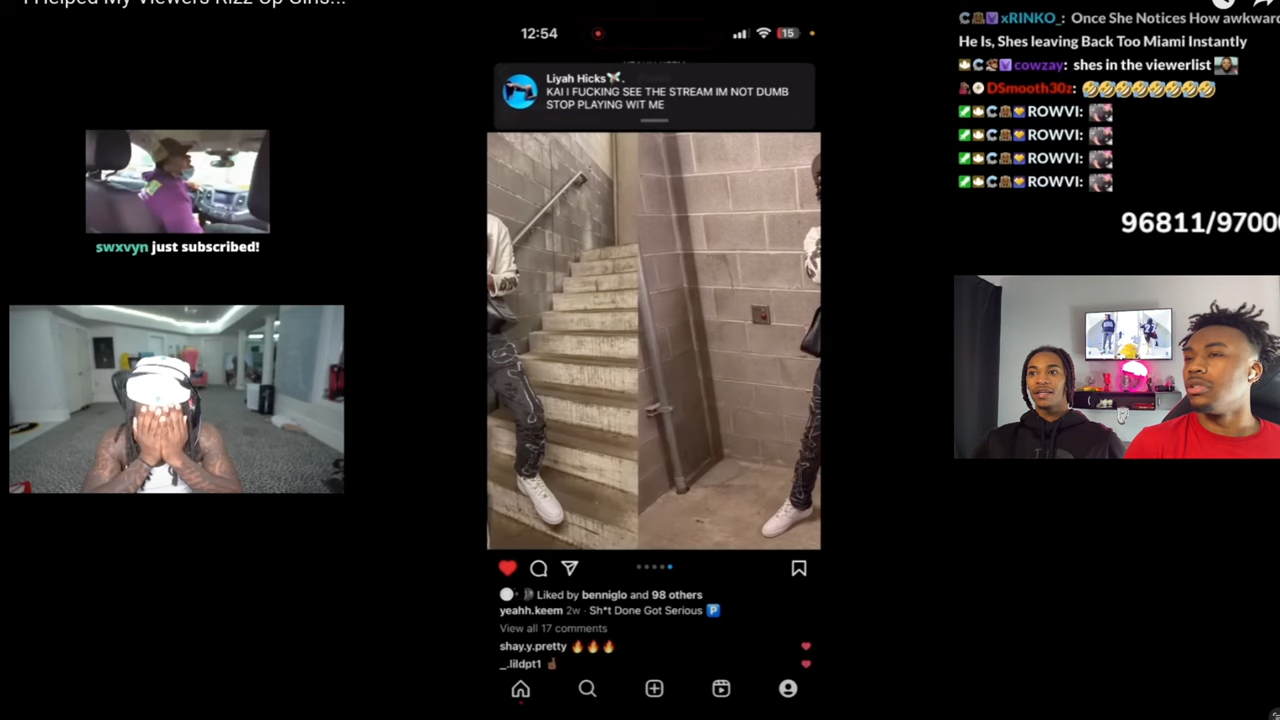 I Helped My Viewers Rizz Up Girls...
12:54
15
Liyah Hicks
KAI I FUCKING SEE THE STREAM IM NOT DUMB
STOP PLAYING WIT ME
swxvyn just subscribed!
Liked by benniglo and 98 others
yeahh.keem 2w · Sh*t Done Got Serious 🅿️
View all 17 comments
shay.y.pretty 🔥🔥🔥
_.lildpt1
xRINKO_: Once She Notices How awkward
He Is, Shes leaving Back Too Miami Instantly
cowzay: shes in the viewerlist
DSmooth30z: 🤣🤣🤣🤣🤣🤣🤣🤣
ROWVI:
ROWVI:
ROWVI:
ROWVI:
96811/9700